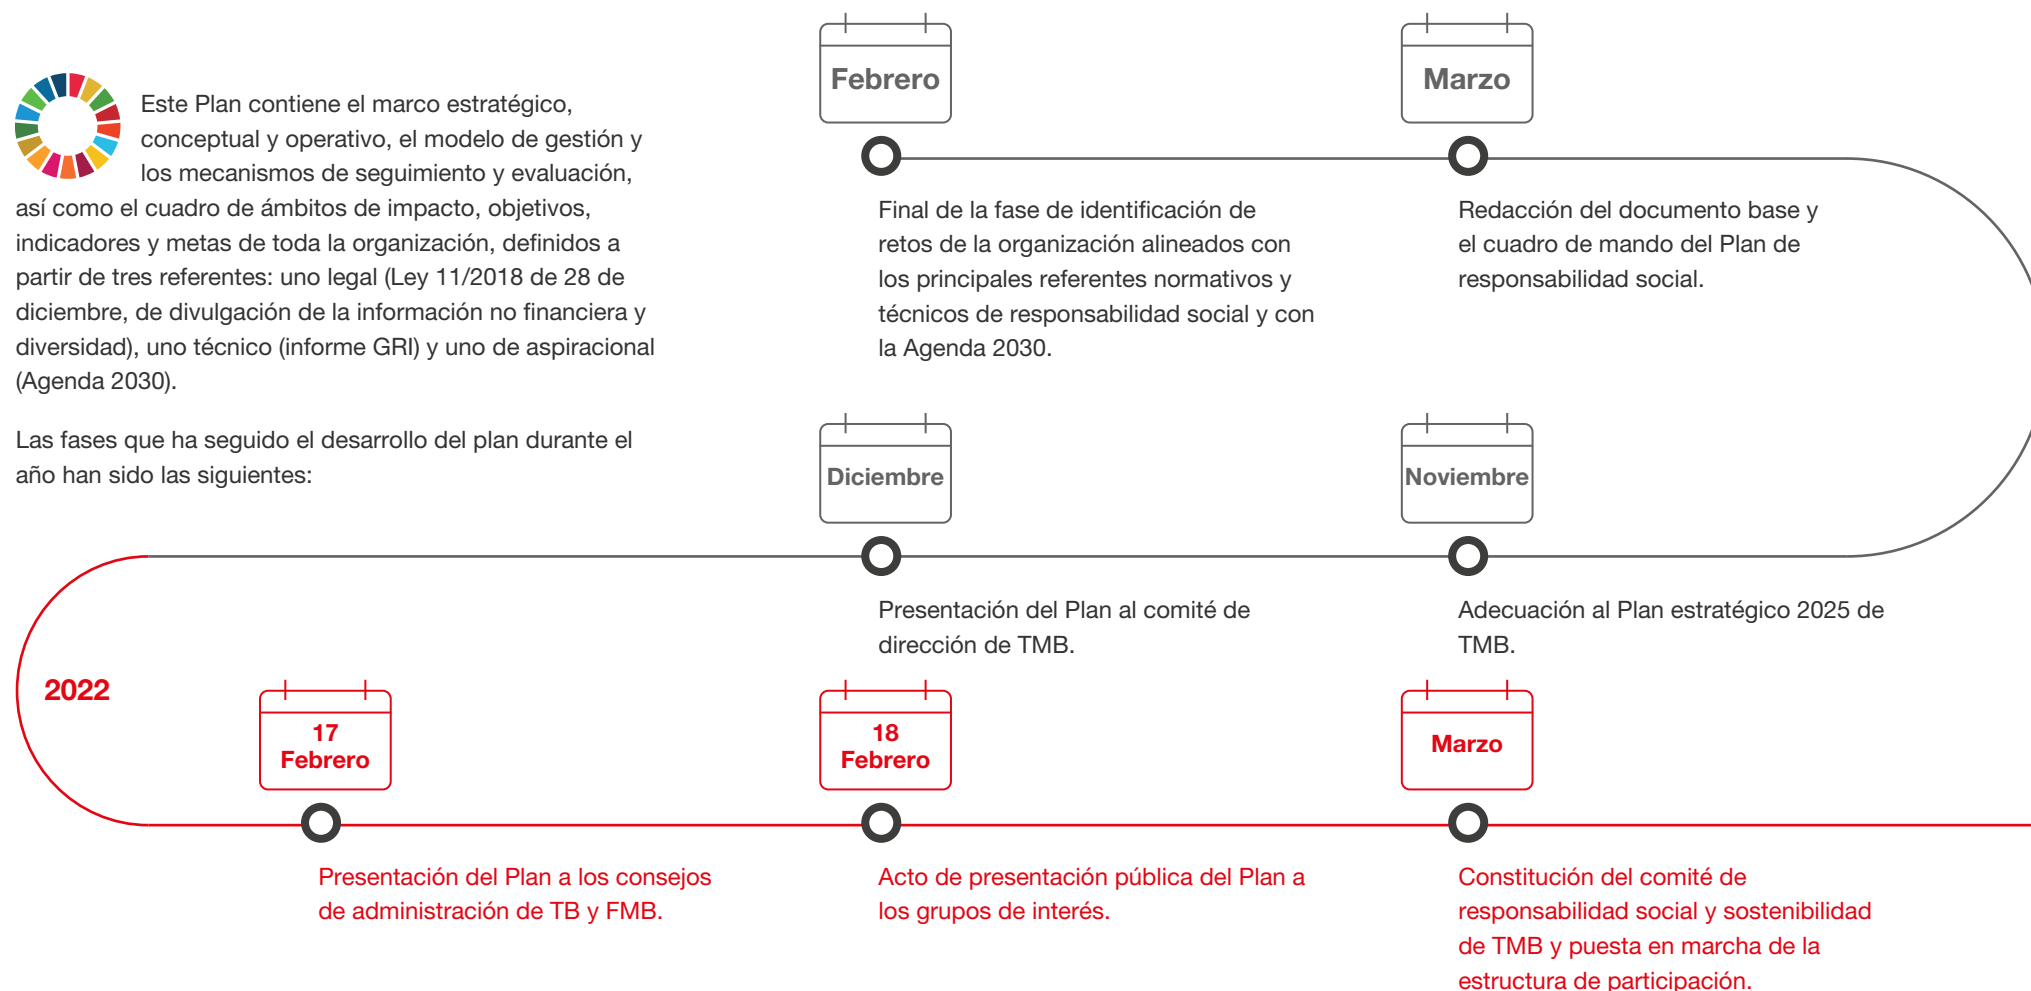 Este Plan contiene el marco estratégico,
conceptual y operativo, el modelo de gestión y
los mecanismos de seguimiento y evaluación,
así como el cuadro de ámbitos de impacto, objetivos,
indicadores y metas de toda la organización, definidos a
partir de tres referentes: uno legal (Ley 11/2018 de 28 de
diciembre, de divulgación de la información no financiera y
diversidad), uno técnico (informe GRI) y uno de aspiracional
(Agenda 2030).
Las fases que ha seguido el desarrollo del plan durante el
año han sido las siguientes:
Febrero
Final de la fase de identificación de
retos de la organización alineados con
los principales referentes normativos y
técnicos de responsabilidad social y con
la Agenda 2030.
Marzo
Redacción del documento base y
el cuadro de mando del Plan de
responsabilidad social.
Noviembre
Adecuación al Plan estratégico 2025 de
TMB.
Diciembre
Presentación del Plan al comité de
dirección de TMB.
2022
17
Febrero
Presentación del Plan a los consejos
de administración de TB y FMB.
18
Febrero
Acto de presentación pública del Plan a
los grupos de interés.
Marzo
Constitución del comité de
responsabilidad social y sostenibilidad
de TMB y puesta en marcha de la
estructura de participación.